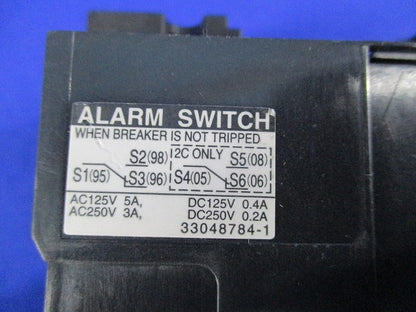 ALARM SWITCH
WHEN BREAKER IS NOT TRIPPED
S2(98) 2C ONLY S5(08)
S1(95) S3(96) S4(05) S6(06)
AC125V 5A, DC125V 0.4A
AC250V 3A, DC250V 0.2A
33048784-1